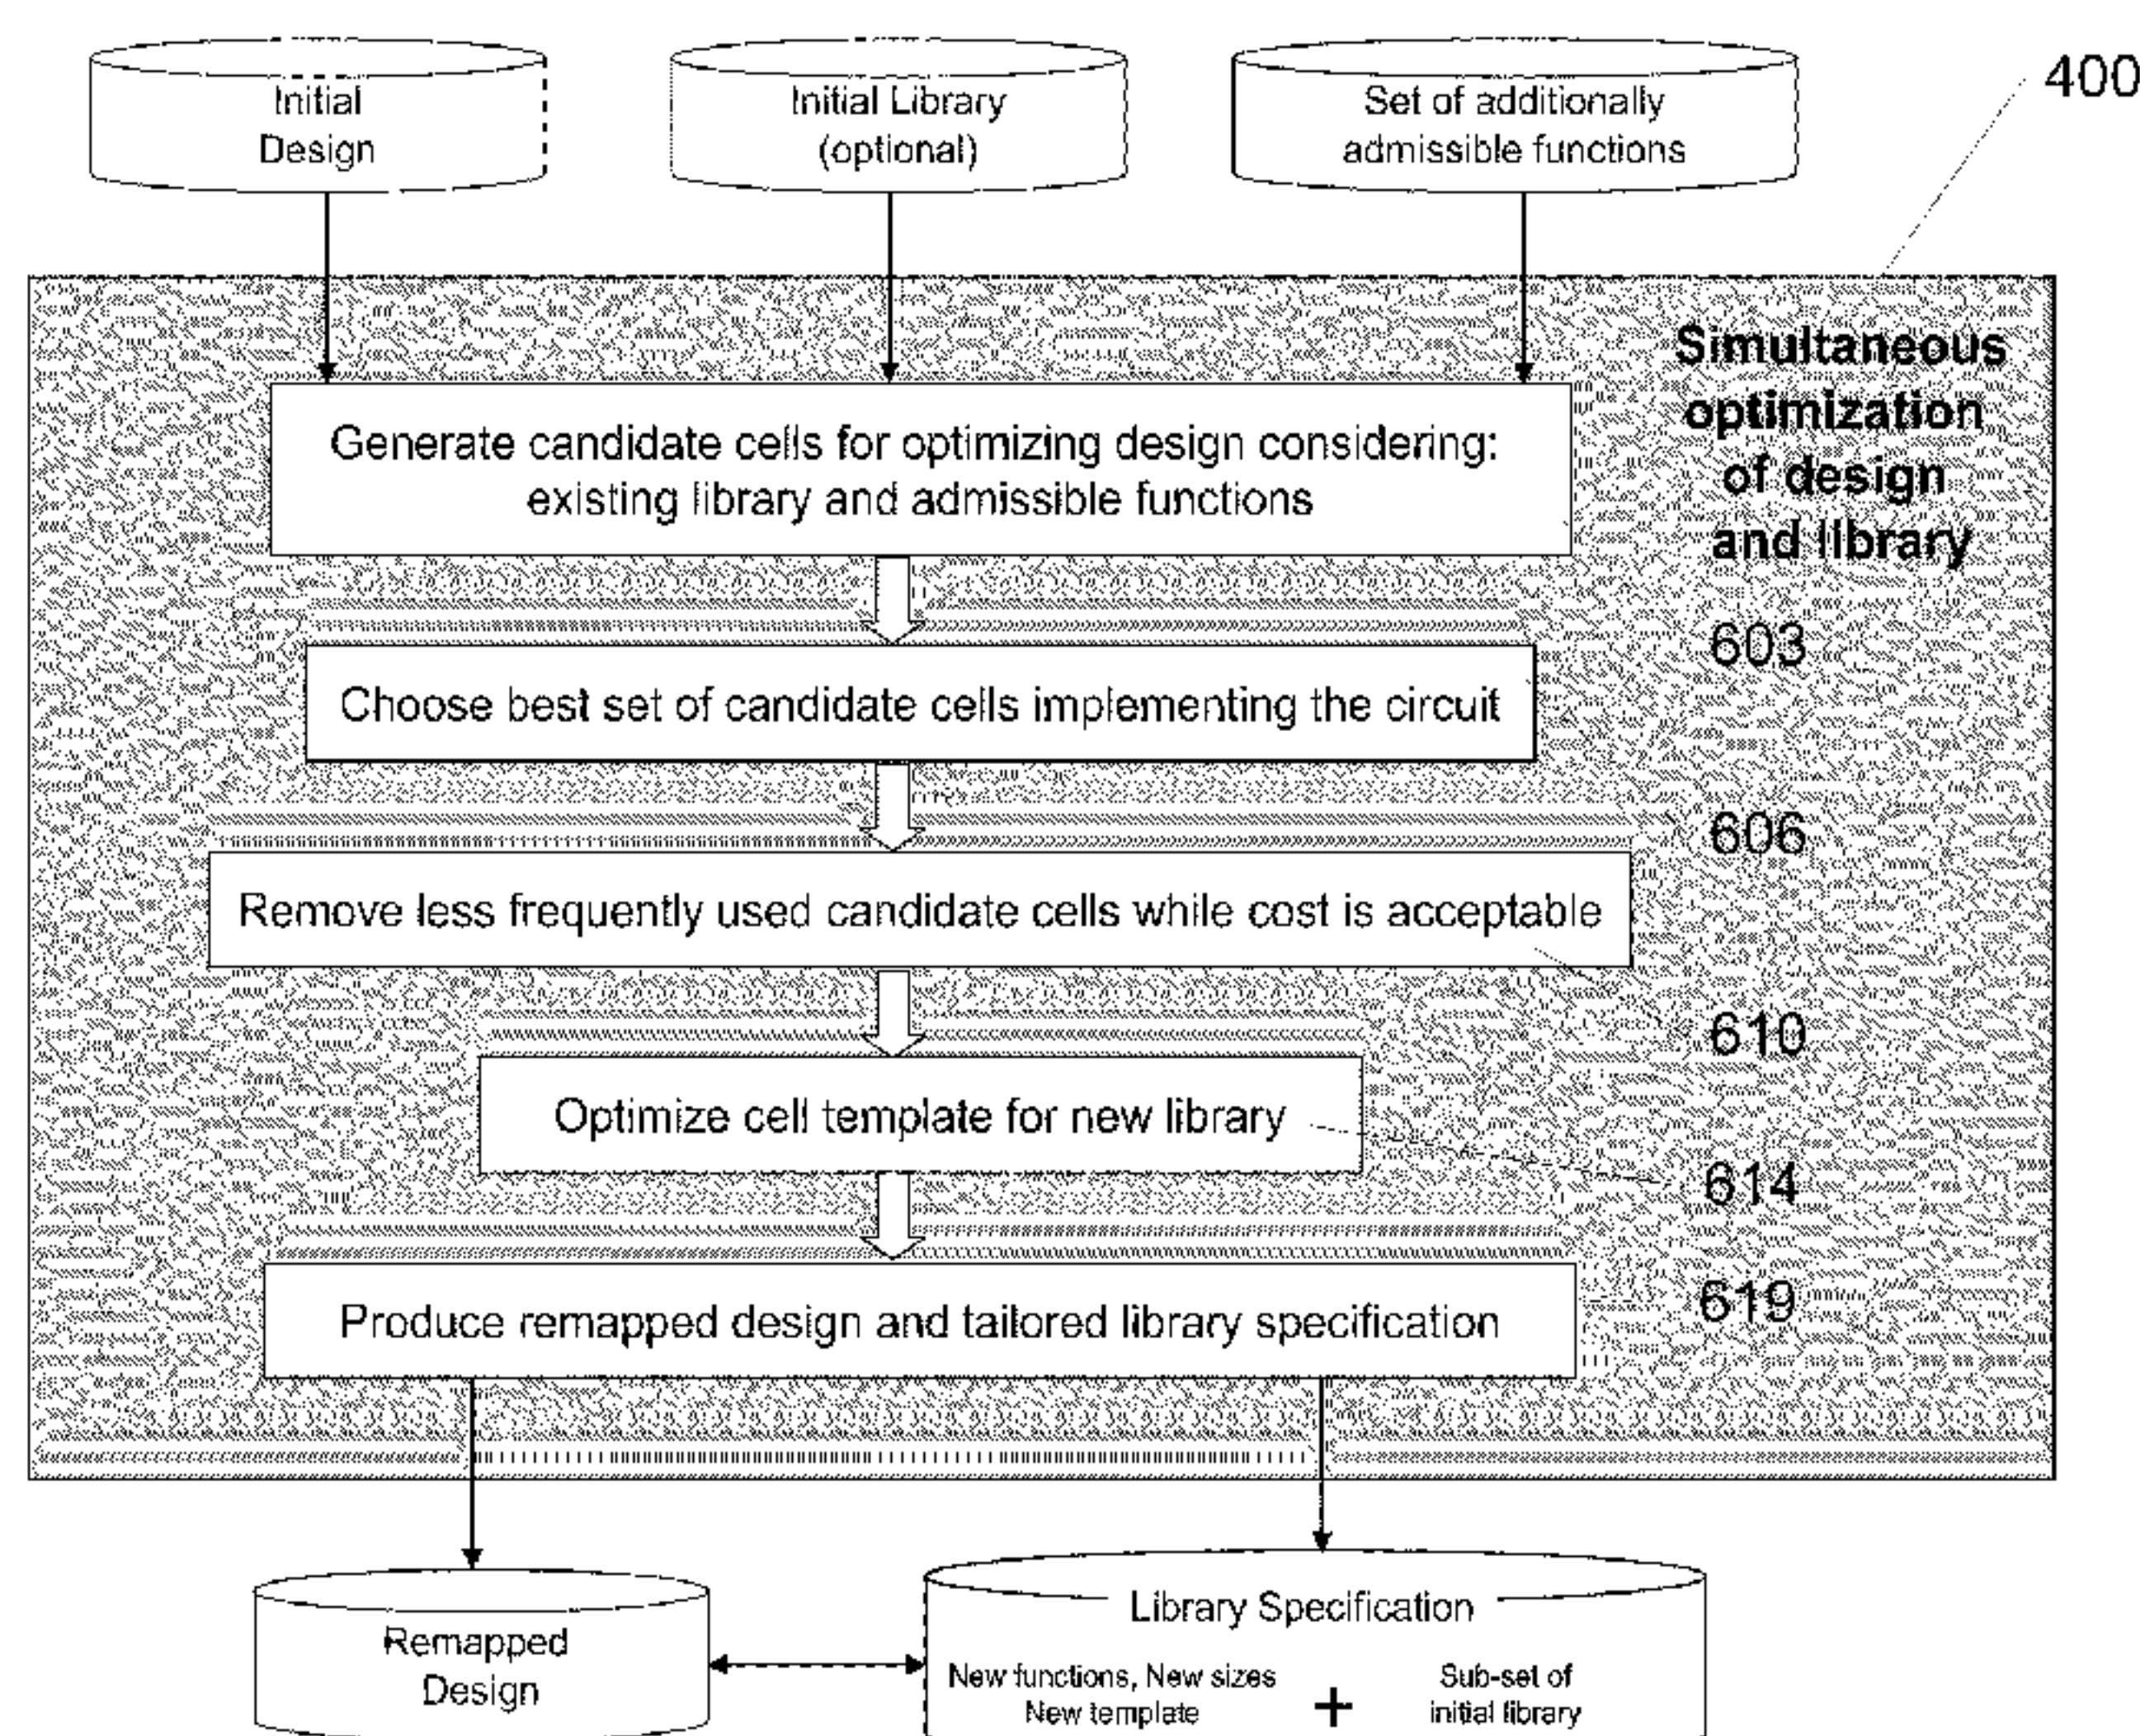 Initial
Design
Initial Library
(optional)
Set of additionally
admissible functions
400
Simultaneous
optimization
of design
and library
Generate candidate cells for optimizing design considering:
existing library and admissible functions
603
Choose best set of candidate cells implementing the circuit
606
Remove less frequently used candidate cells while cost is acceptable
610
Optimize cell template for new library
614
Produce remapped design and tailored library specification
619
Remapped
Design
Library Specification
New functions, New sizes
New template
+
Sub-set of
initial library